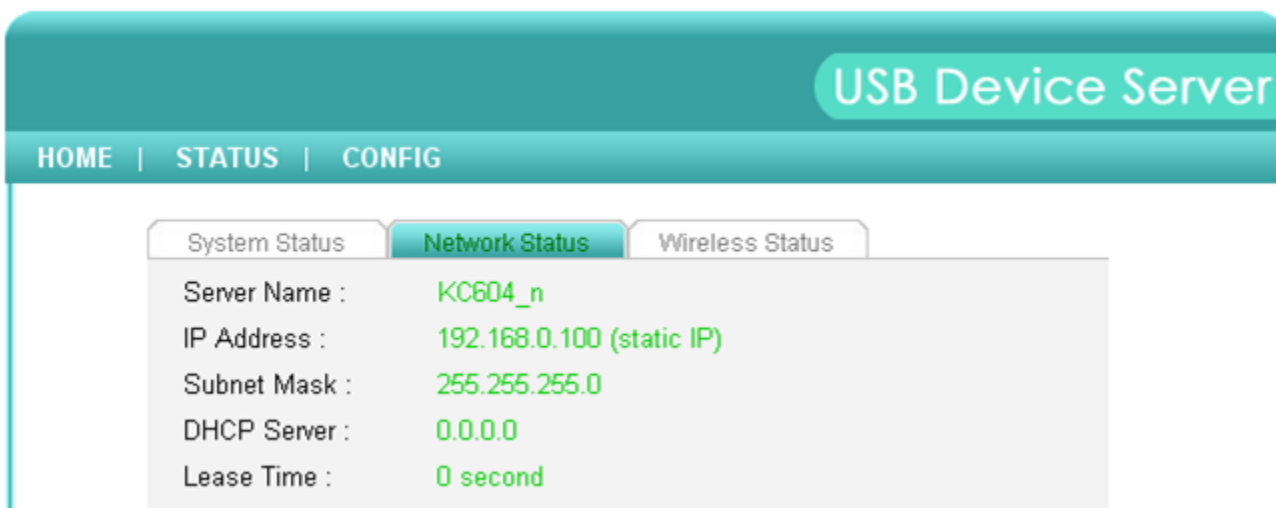 USB Device Server
HOME | STATUS | CONFIG
System Status Network Status Wireless Status
Server Name : KC604_n
IP Address : 192.168.0.100 (static IP)
Subnet Mask : 255.255.255.0
DHCP Server : 0.0.0.0
Lease Time : 0 second